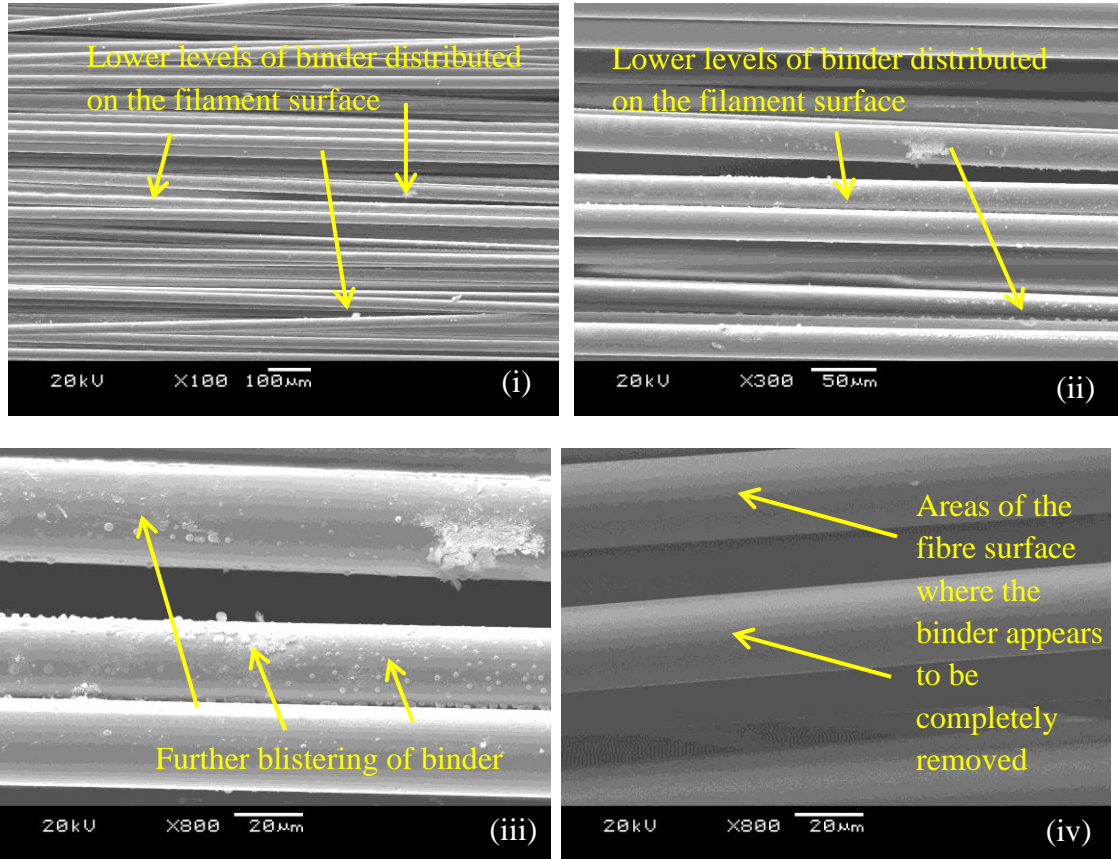 Lower levels of binder distributed
on the filament surface
20kV X100 100µm (i)
Lower levels of binder distributed
on the filament surface
20kV X300 50µm (ii)
Further blistering of binder
20kV X800 20µm (iii)
Areas of the
fibre surface
where the
binder appears
to be
completely
removed
20kV X800 20µm (iv)